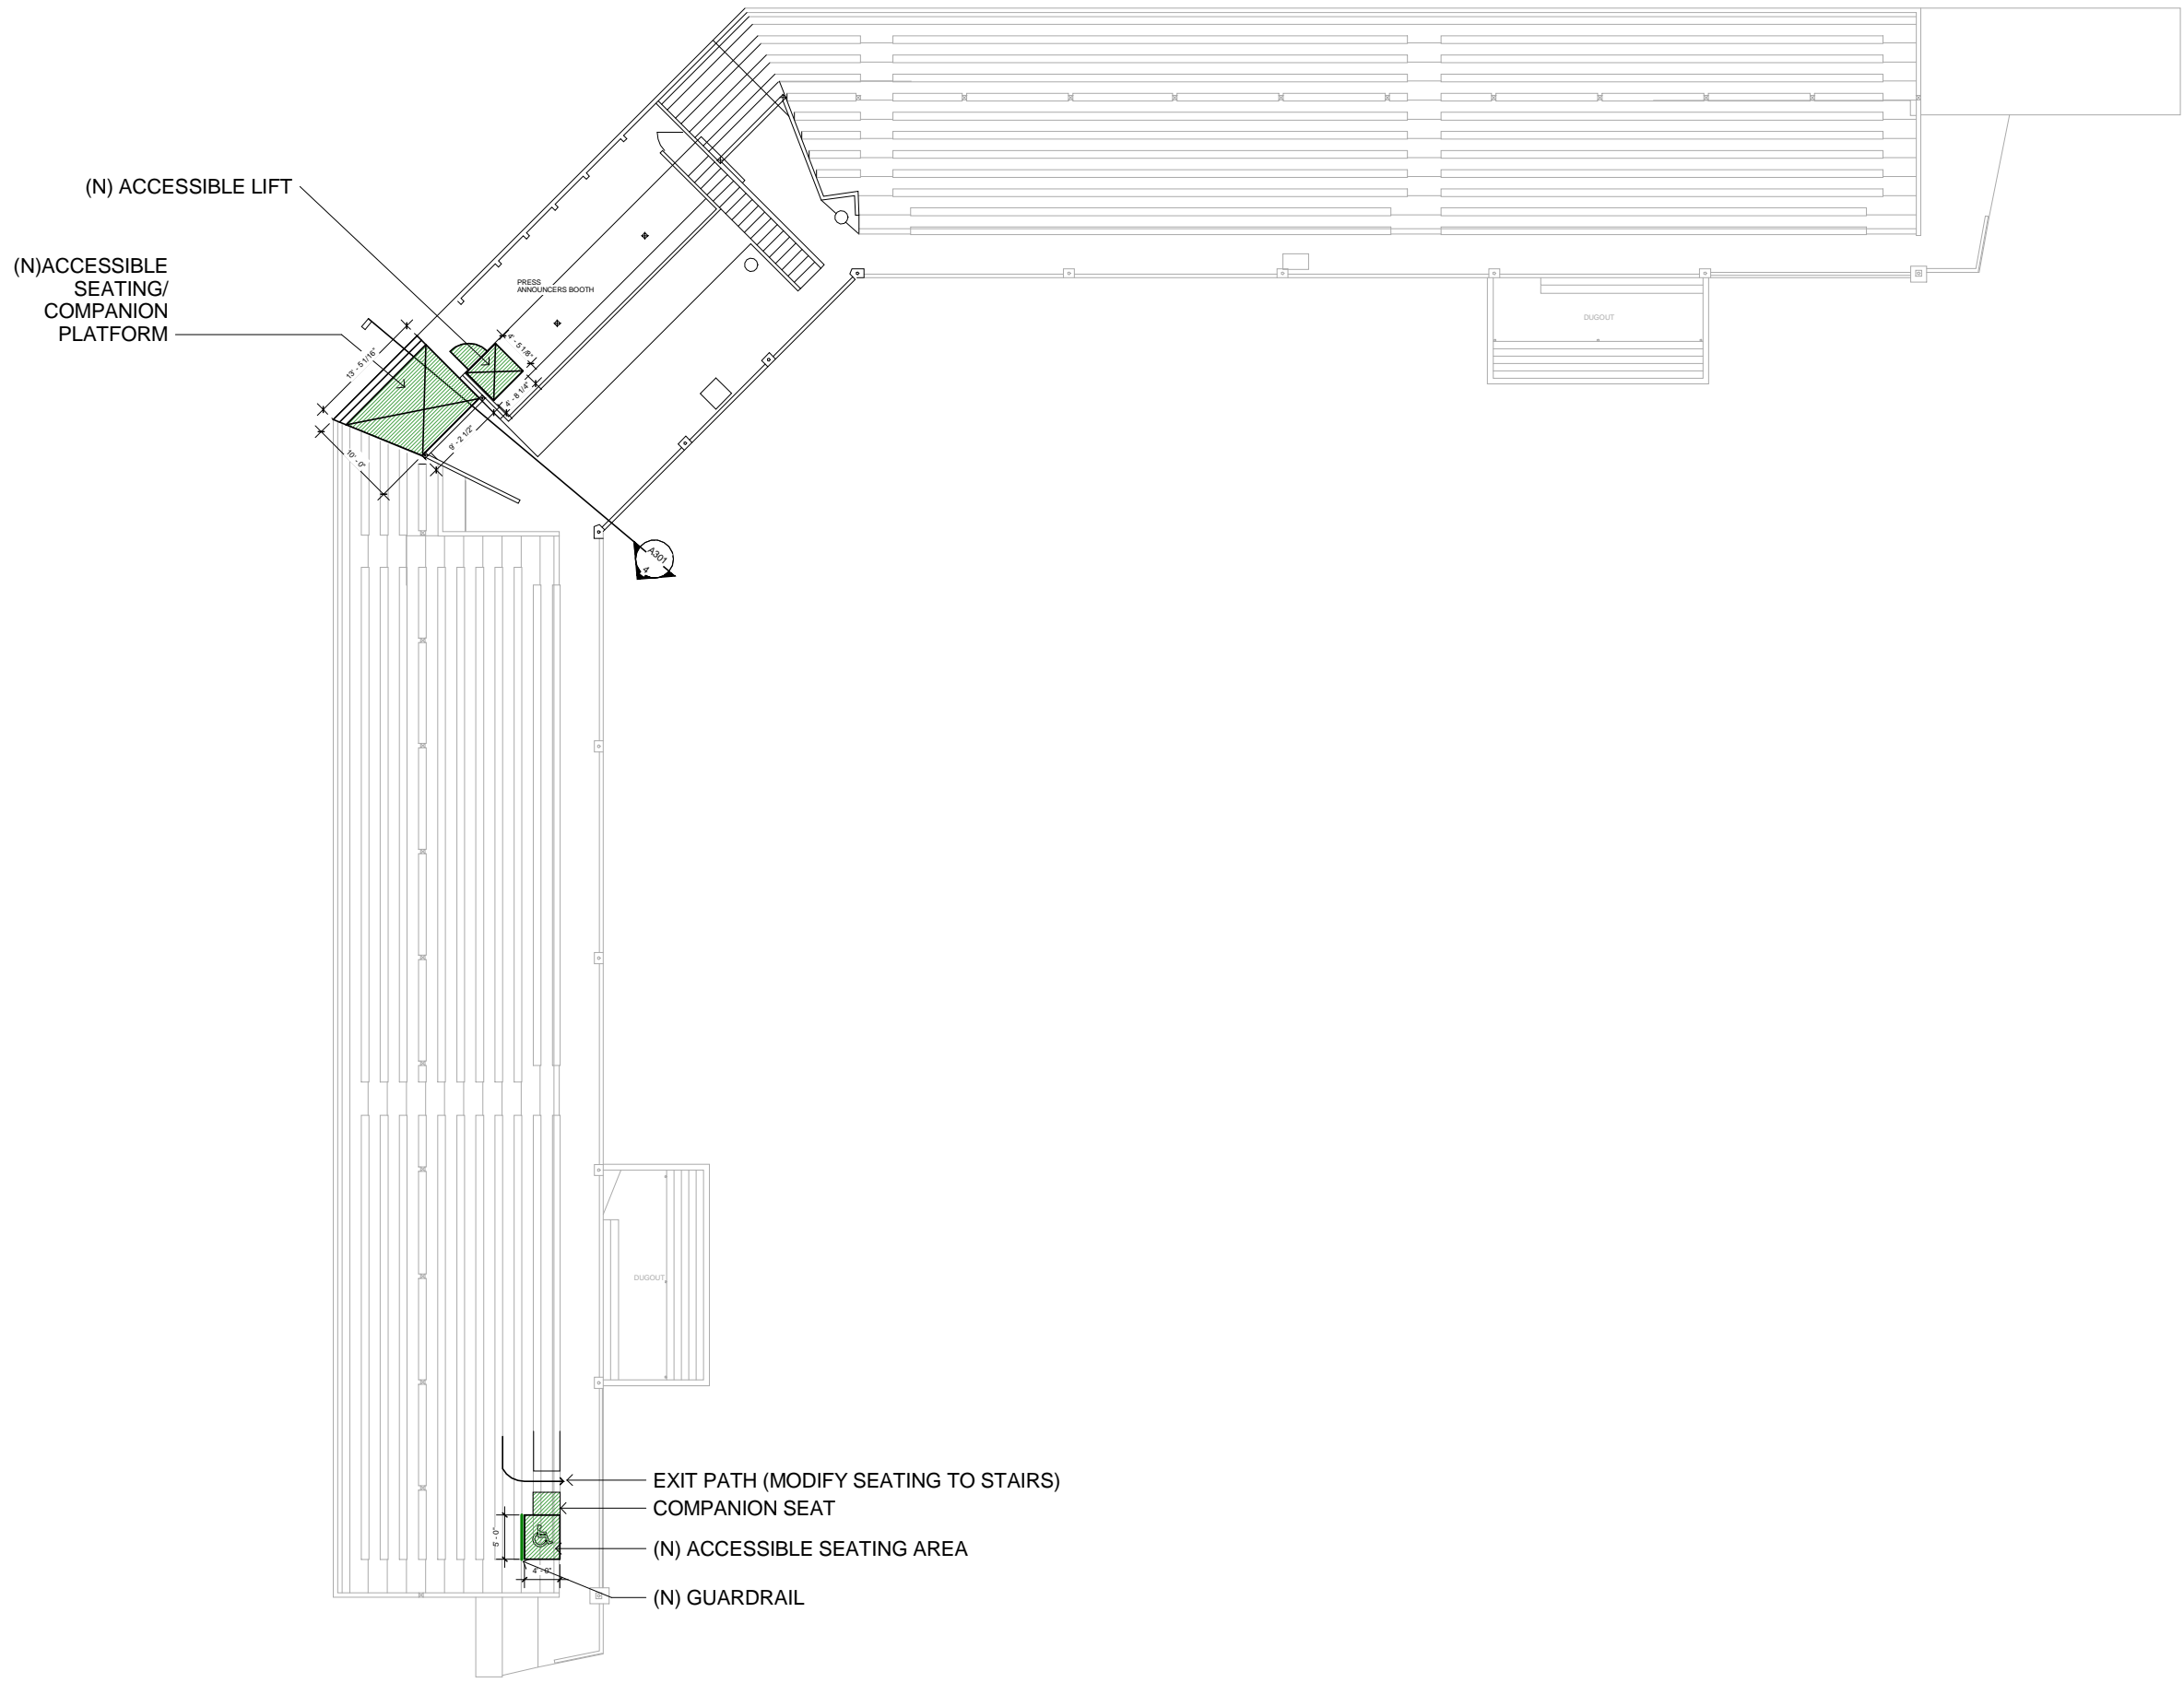 (N) ACCESSIBLE LIFT
(N)ACCESSIBLE
SEATING/
COMPANION
PLATFORM
PRESS
ANNOUNCERS BOOTH
DUGOUT
4' - 5 1/8"
13' - 5 1/16"
4' - 8 1/4"
9' - 2 1/2"
10' - 0"
A301
4
DUGOUT
EXIT PATH (MODIFY SEATING TO STAIRS)
COMPANION SEAT
5' - 0"
(N) ACCESSIBLE SEATING AREA
4' - 0"
(N) GUARDRAIL